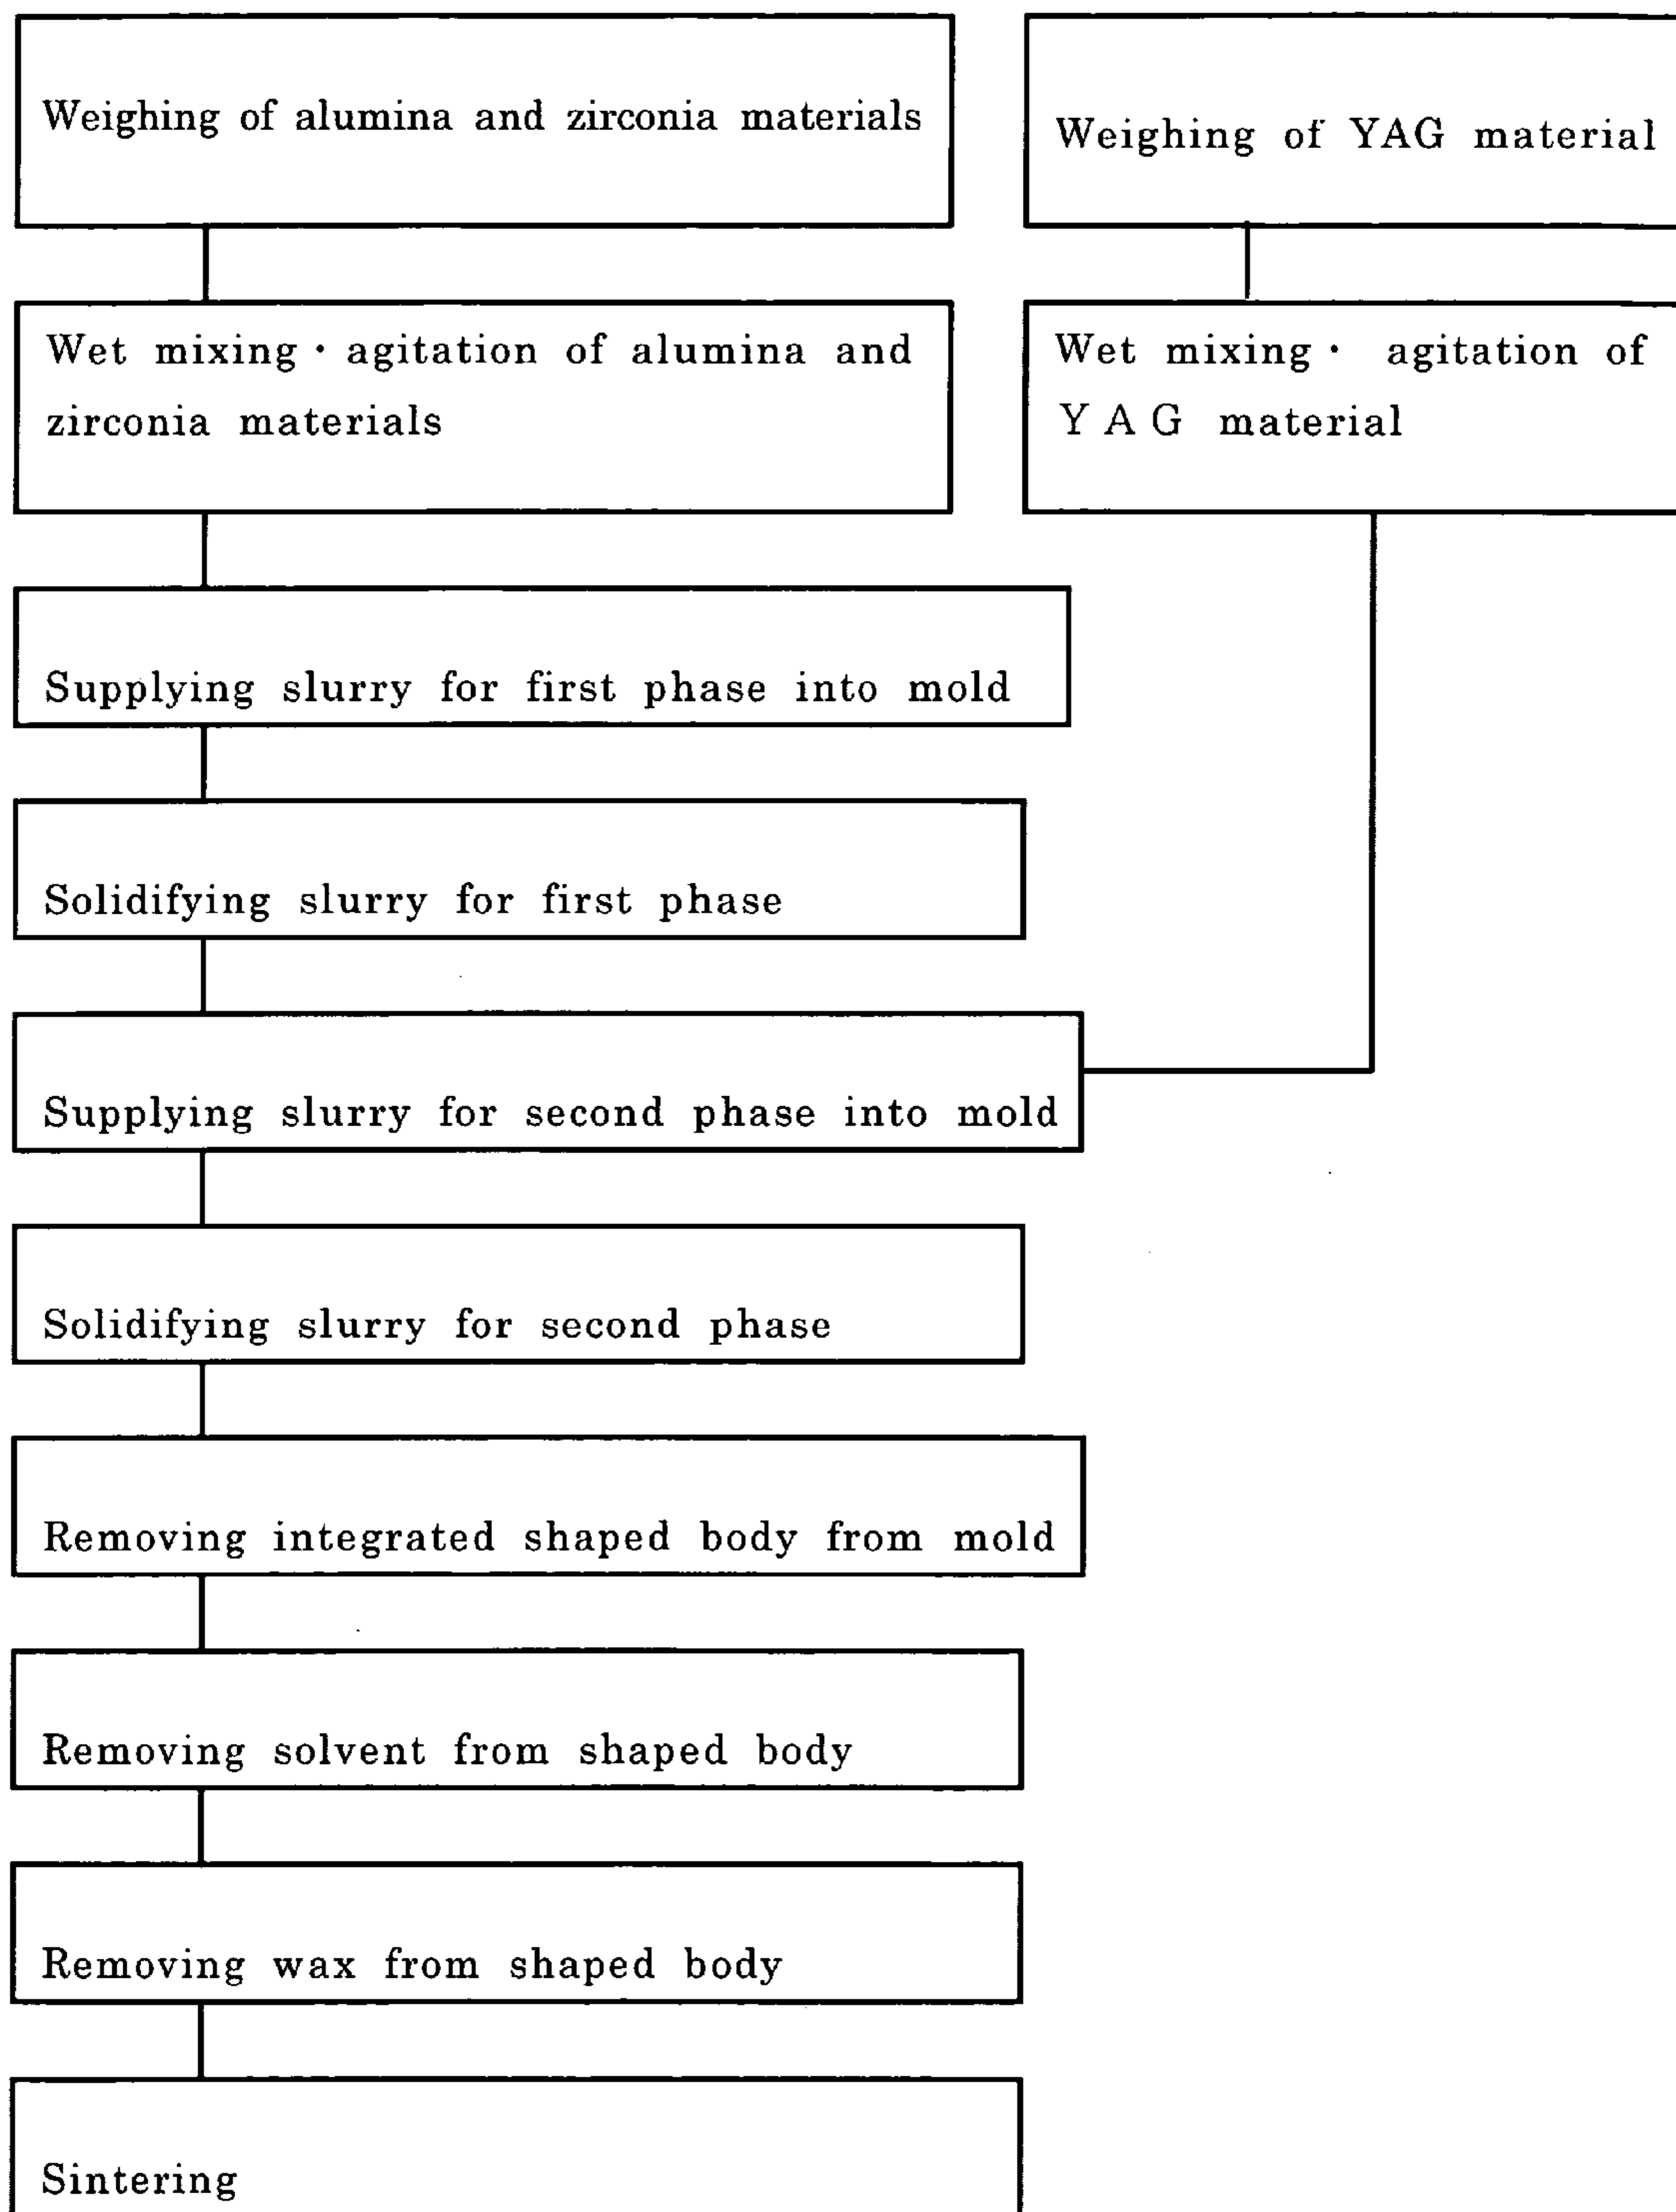 Weighing of alumina and zirconia materials
Weighing of YAG material
Wet mixing・agitation of alumina and
zirconia materials
Wet mixing・ agitation of
YAG material
Supplying slurry for first phase into mold
Solidifying slurry for first phase
Supplying slurry for second phase into mold
Solidifying slurry for second phase
Removing integrated shaped body from mold
Removing solvent from shaped body
Removing wax from shaped body
Sintering